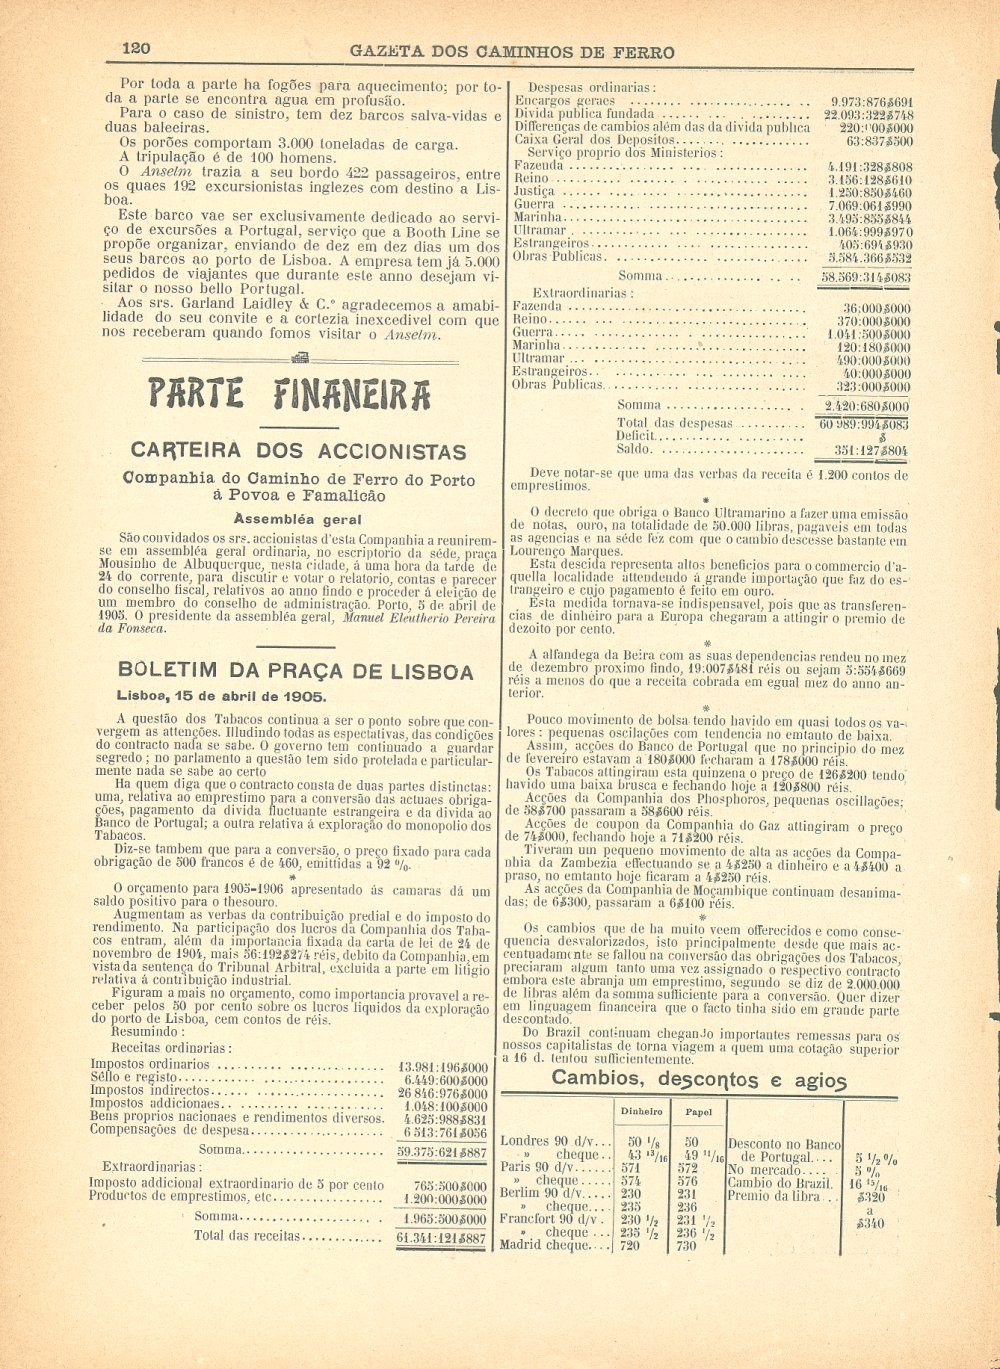 120
GAZETA DOS CAMINHOS DE FERRO
Por toda a parte ha fogões para aquecimento; por to-
da a parte se encontra agua em profusão.
Para o caso de sinistro, tem dez barcos salva-vidas e
duas baleeiras.
Os porões comportam 3.000 toneladas de carga.
A tripulação é de 100 homens.
O Anselm trazia a seu bordo 422 passageiros, entre
os quaes 192 excursionistas inglezes com destino a Lis-
boa.
Este barco vae ser exclusivamente dedicado ao servi-
ço de excursões a Portugal, serviço que a Booth Line se
propõe organizar, enviando de dez em dez dias um dos
seus barcos ao porto de Lisboa. A empresa tem já 5.000
pedidos de viajantes que durante este anno desejam vi-
sitar o nosso bello Portugal.
Aos srs. Garland Laidley & C.ª agradecemos a amabi-
lidade do seu convite e a cortezia inexcedivel com que
nos receberam quando fomos visitar o Anselm.
PARTE FINANEIRA
CARTEIRA DOS ACCIONISTAS
Companhia do Caminho de Ferro do Porto
á Povoa e Famalicão
Assembléa geral
São convidados os srs. accionistas d'esta Companhia a reunirem-
se em assembléa geral ordinaria, no escriptorio da séde, praça
Mousinho de Albuquerque, nesta cidade, á uma hora da tarde de
24 do corrente, para discutir e votar o relatorio, contas e parecer
do conselho fiscal, relativos ao anno findo e proceder á eleição de
um membro do conselho de administração. Porto, 5 de abril de
1905. O presidente da assembléa geral, Manuel Eleutherio Pereira
da Fonseca.
BOLETIM DA PRAÇA DE LISBOA
Lisboa, 15 de abril de 1905.
A questão dos Tabacos continua a ser o ponto sobre que con-
vergem as attenções. Illudindo todas as espectativas, das condições
do contracto nada se sabe. O governo tem continuado a guardar
segredo ; no parlamento a questão tem sido protelada e particular-
mente nada se sabe ao certo
Ha quem diga que o contracto consta de duas partes distinctas:
uma, relativa ao emprestimo para a conversão das actuaes obriga-
ções, pagamento da divida fluctuante estrangeira e da divida ao
Banco de Portugal; a outra relativa á exploração do monopolio dos
Tabacos.
Diz-se tambem que para a conversão, o preço fixado para cada
obrigação de 500 francos é de 460, emittidas a 92 %.
*
O orçamento para 1905-1906 apresentado ás camaras dá um
saldo positivo para o thesouro.
Augmentam as verbas da contribuição predial e do imposto do
rendimento. Na participação dos lucros da Companhia dos Taba-
cos entram, além da importancia fixada da carta de lei de 24 de
novembro de 1904, mais 56:192$274 réis, debito da Companhia, em
vista da sentença do Tribunal Arbitral, excluida a parte em litigio
relativa á contribuição industrial.
Figuram a mais no orçamento, como importancia provavel a re-
ceber pelos 50 por cento sobre os lucros liquidos da exploração
do porto de Lisboa, cem contos de réis.
Resumindo :
Receitas ordinarias :
Impostos ordinarios .......... 13.981:196$000
Sêllo e registo .......... 6.449:600$000
Impostos indirectos .......... 26 846:976$000
Impostos addicionaes .......... 1.048:100$000
Bens proprios nacionaes e rendimentos diversos. 4.625:988$831
Compensações de despesa .......... 6 513:761$056
Somma .......... 59.375:621$887
Extraordinarias :
Imposto addicional extraordinario de 5 por cento 765:500$000
Productos de emprestimos, etc .......... 1.200:000$000
Somma .......... 1.965:500$000
Total das receitas .......... 61.341:121$887
Despesas ordinarias :
Encargos geraes .......... 9.973:876$691
Divida publica fundada .......... 22.093:322$748
Differenças de cambios além das da divida publica 220:000$000
Caixa Geral dos Depositos .......... 63:837$500
Serviço proprio dos Ministerios :
Fazenda .......... 4.191:328$808
Reino .......... 3.156:128$610
Justiça .......... 1.250:850$460
Guerra .......... 7.069:061$990
Marinha .......... 3.495:855$844
Ultramar .......... 1.064:999$970
Estrangeiros .......... 405:694$930
Obras Publicas .......... 5.584.366$532
Somma .......... 58.569:314$083
Extraordinarias :
Fazenda .......... 36:000$000
Reino .......... 370:000$000
Guerra .......... 1.041:500$000
Marinha .......... 120:180$000
Ultramar .......... 490:000$000
Estrangeiros .......... 40:000$000
Obras Publicas .......... 323:000$000
Somma .......... 2.420:680$000
Total das despesas .......... 60 989:994$083
Deficit .......... $
Saldo .......... 351:127$804
Deve notar-se que uma das verbas da receita é 1.200 contos de
emprestimos.
*
O decreto que obriga o Banco Ultramarino a fazer uma emissão
de notas, ouro, na totalidade de 50.000 libras, pagaveis em todas
as agencias e na séde fez com que o cambio descesse bastante em
Lourenço Marques.
Esta descida representa altos beneficios para o commercio d'a-
quella localidade attendendo á grande importação que faz do es-
trangeiro e cujo pagamento é feito em ouro.
Esta medida tornava-se indispensavel, pois que as transferen-
cias de dinheiro para a Europa chegaram a attingir o premio de
dezoito por cento.
*
A alfandega da Beira com as suas dependencias rendeu no mez
de dezembro proximo findo, 19:007$481 réis ou sejam 5:554$669
réis a menos do que a receita cobrada em egual mez do anno an-
terior.
*
Pouco movimento de bolsa tendo havido em quasi todos os va-
lores : pequenas oscilações com tendencia no emtanto de baixa.
Assim, acções do Banco de Portugal que no principio do mez
de fevereiro estavam a 180$000 fecharam a 178$000 réis.
Os Tabacos attingiram esta quinzena o preço de 126$200 tendo
havido uma baixa brusca e fechando hoje a 120$800 réis.
Acções da Companhia dos Phosphoros, pequenas oscillações;
de 58$700 passaram a 58$600 réis.
Acções de coupon da Companhia do Gaz attingiram o preço
de 74$000, fechando hoje a 71$200 réis.
Tiveram um pequeno movimento de alta as acções da Compa-
nhia da Zambezia effectuando se a 4$250 a dinheiro e a 4$400 a
praso, no emtanto hoje ficaram a 4$250 réis.
As acções da Companhia de Moçambique continuam desanima-
das; de 6$300, passaram a 6$100 réis.
*
Os cambios que de ha muito veem offerecidos e como conse-
quencia desvalorizados, isto principalmente desde que mais ac-
centuadamente se fallou na conversão das obrigações dos Tabacos,
preciaram algum tanto uma vez assignado o respectivo contracto
embora este abranja um emprestimo, segundo se diz de 2.000.000
de libras além da somma sufficiente para a conversão. Quer dizer
em linguagem financeira que o facto tinha sido em grande parte
descontado.
Do Brazil continuam chegando importantes remessas para os
nossos capitalistas de torna viagem a quem uma cotação superior
a 16 d. tentou sufficientemente.
Cambios, descontos e agios
Dinheiro Papel
Londres 90 d/v... 50 1/8 50
» cheque.. 43 13/16 49 11/16
Paris 90 d/v...... 571 572
» cheque..... 574 576
Berlim 90 d/v..... 230 231
» cheque.... 235 236
Francfort 90 d/v. 230 1/2 231 1/2
» cheque ... 235 1/2 236 1/2
Madrid cheque.... 720 730
Desconto no Banco
de Portugal.... 5 1/2 %
No mercado..... 5 %
Cambio do Brazil. 16 15/16
Premio da libra... $320
a
$340